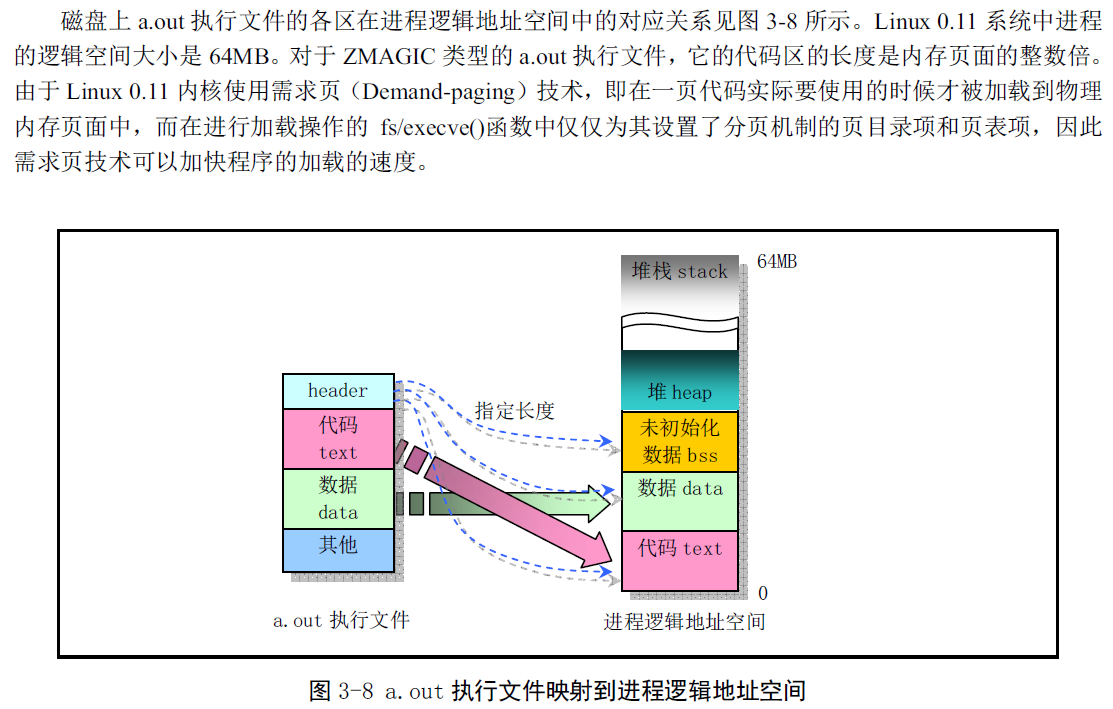 磁盘上 a.out 执行文件的各区在进程逻辑地址空间中的对应关系见图 3-8 所示。Linux 0.11 系统中进程
的逻辑空间大小是 64MB。对于 ZMAGIC 类型的 a.out 执行文件，它的代码区的长度是内存页面的整数倍。
由于 Linux 0.11 内核使用需求页（Demand-paging）技术，即在一页代码实际要使用的时候才被加载到物理
内存页面中，而在进行加载操作的 fs/execve()函数中仅仅为其设置了分页机制的页目录项和页表项，因此
需求页技术可以加快程序的加载的速度。
堆栈 stack
64MB
堆 heap
header
指定长度
代码
text
未初始化
数据 bss
数据
data
数据 data
其他
代码 text
0
a.out 执行文件
进程逻辑地址空间
图 3-8 a.out 执行文件映射到进程逻辑地址空间